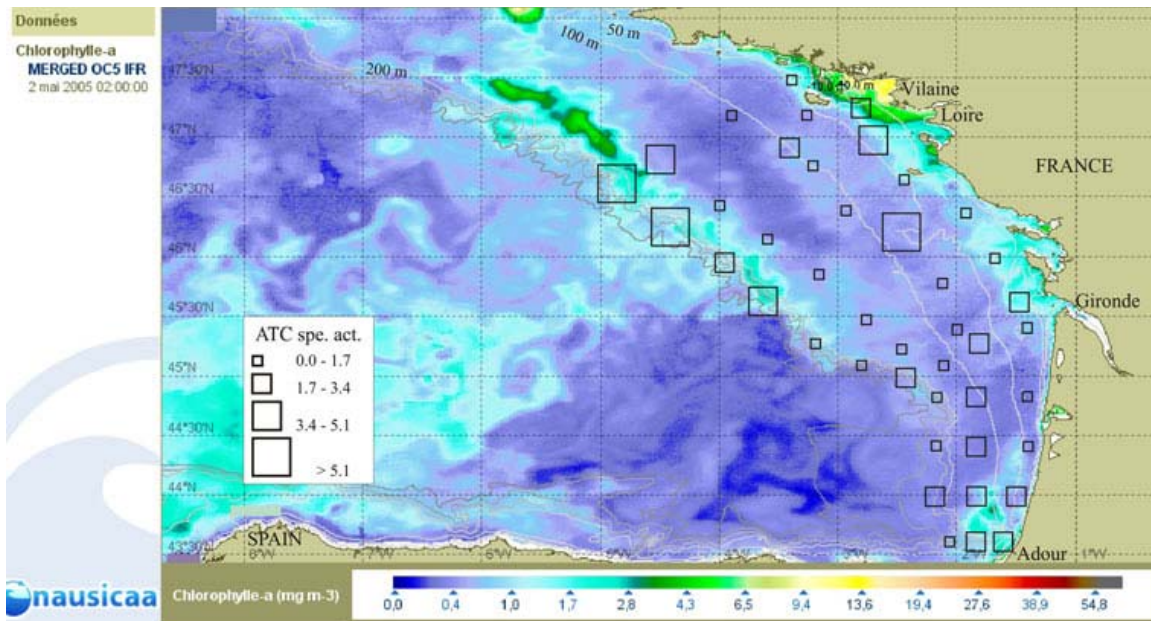 Données
Chlorophylle-a
MERGED OC5 IFR
2 mai 2005 02:00:00
100 m
50 m
200 m
47°30'N
47°N
46°30'N
46°N
45°30'N
45°N
44°30'N
44°N
43°30'N
Vilaine
Loire
FRANCE
Gironde
Adour
SPAIN
8°W
7°W
3°W
2°W
1°W
ATC spe. act.
0.0 - 1.7
1.7 - 3.4
3.4 - 5.1
> 5.1
nausicaa
Chlorophylle-a (mg m-3)
0,0 0,4 1,0 1,7 2,8 4,3 6,5 9,4 13,6 19,4 27,6 38,9 54,8